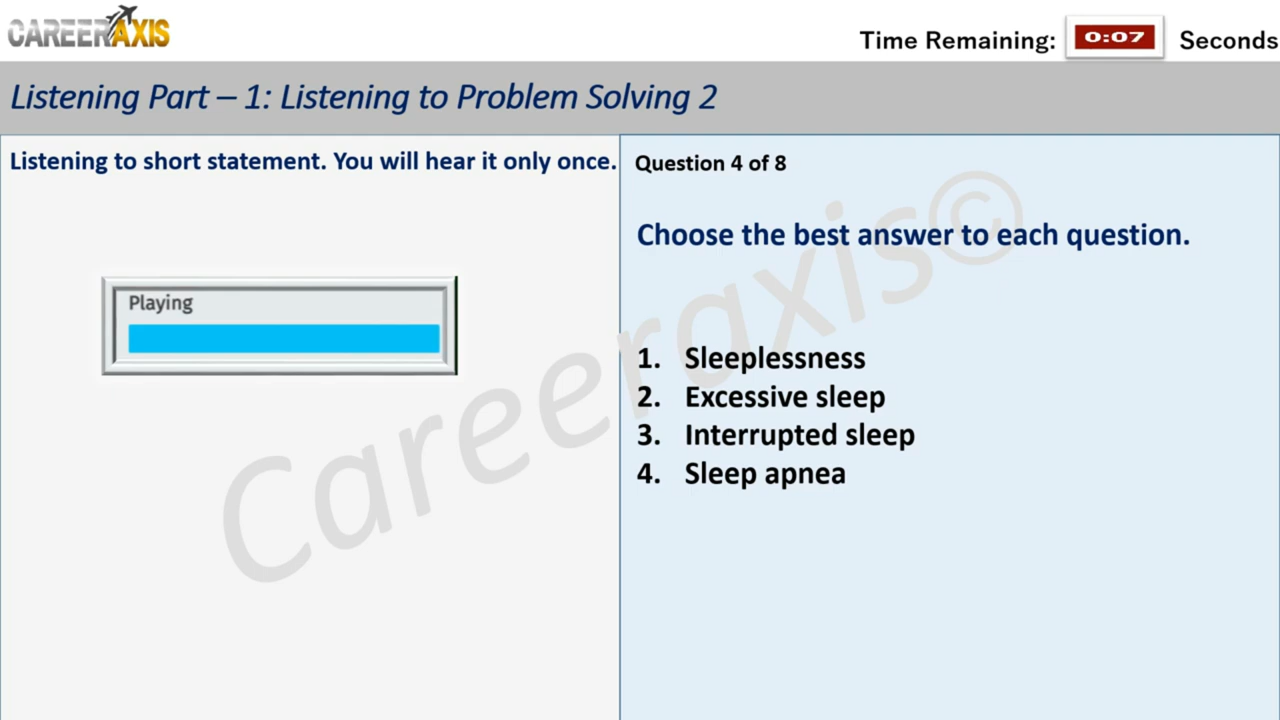 CAREERAXIS
Time Remaining: 0:07 Seconds
Listening Part – 1: Listening to Problem Solving 2
Listening to short statement. You will hear it only once.
Playing
Question 4 of 8
Choose the best answer to each question.
1. Sleeplessness
2. Excessive sleep
3. Interrupted sleep
4. Sleep apnea
Careeraxis©